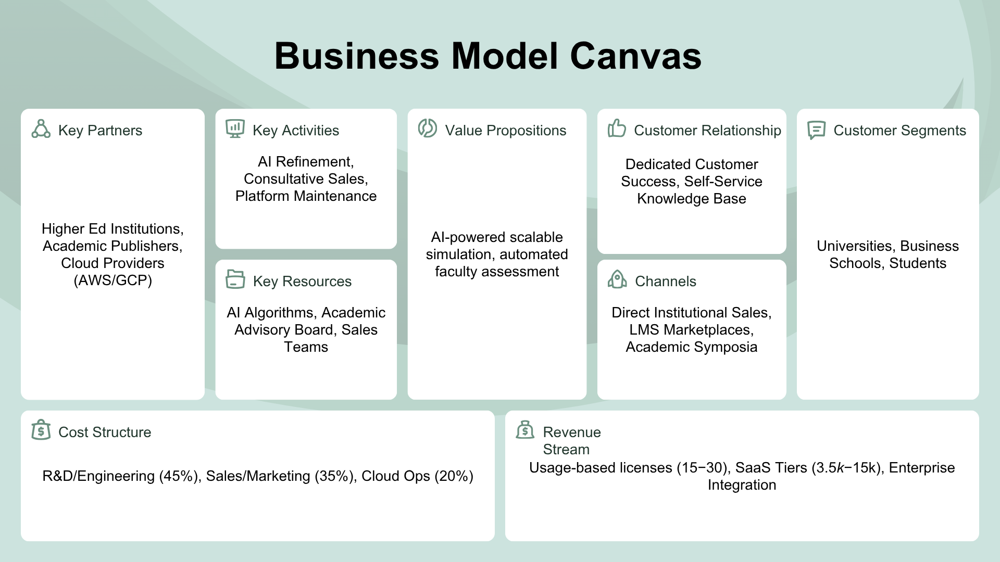 Business Model Canvas
Key Partners
Higher Ed Institutions,
Academic Publishers,
Cloud Providers
(AWS/GCP)
Key Activities
AI Refinement,
Consultative Sales,
Platform Maintenance
Key Resources
AI Algorithms, Academic
Advisory Board, Sales
Teams
Value Propositions
AI-powered scalable
simulation, automated
faculty assessment
Customer Relationship
Dedicated Customer
Success, Self-Service
Knowledge Base
Channels
Direct Institutional Sales,
LMS Marketplaces,
Academic Symposia
Customer Segments
Universities, Business
Schools, Students
Cost Structure
R&D/Engineering (45%), Sales/Marketing (35%), Cloud Ops (20%)
Revenue
Stream
Usage-based licenses (15−30), SaaS Tiers (3.5k−15k), Enterprise
Integration